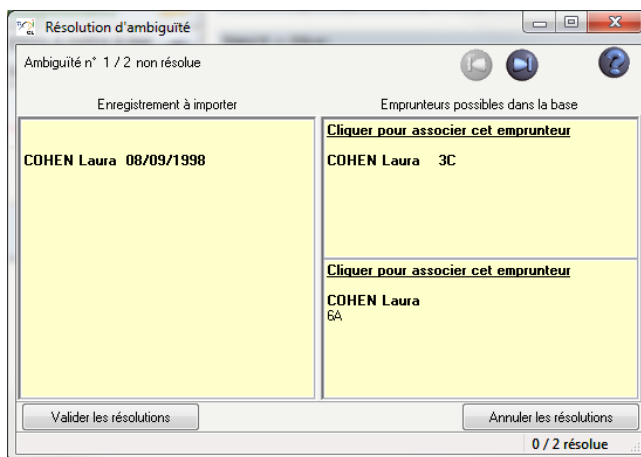 Résolution d'ambiguïté
Ambiguïté n° 1 / 2 non résolue
Enregistrement à importer
Emprunteurs possibles dans la base
COHEN Laura 08/09/1998
Cliquer pour associer cet emprunteur
COHEN Laura 3C
Cliquer pour associer cet emprunteur
COHEN Laura
6A
Valider les résolutions
Annuler les résolutions
0 / 2 résolue